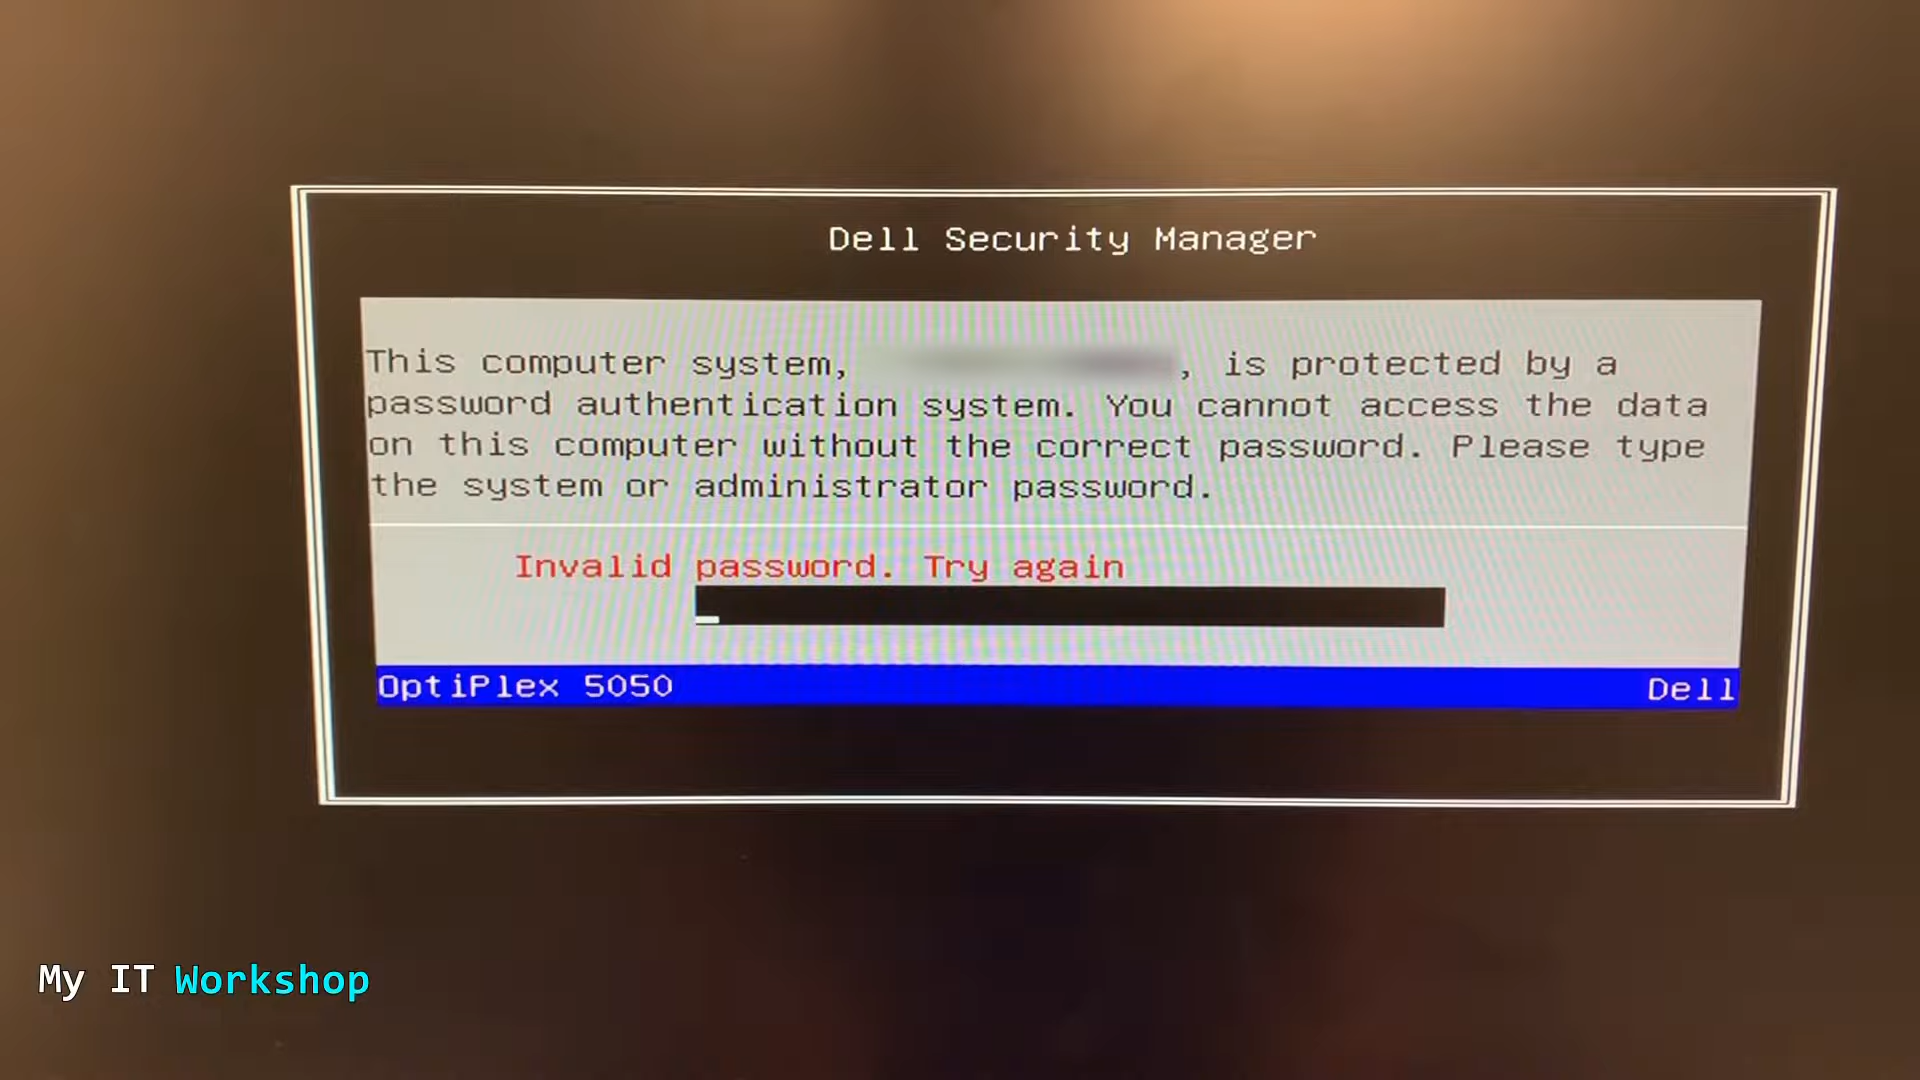 Dell Security Manager
This computer system, , is protected by a
password authentication system. You cannot access the data
on this computer without the correct password. Please type
the system or administrator password.
Invalid password. Try again
OptiPlex 5050 Dell
My IT Workshop